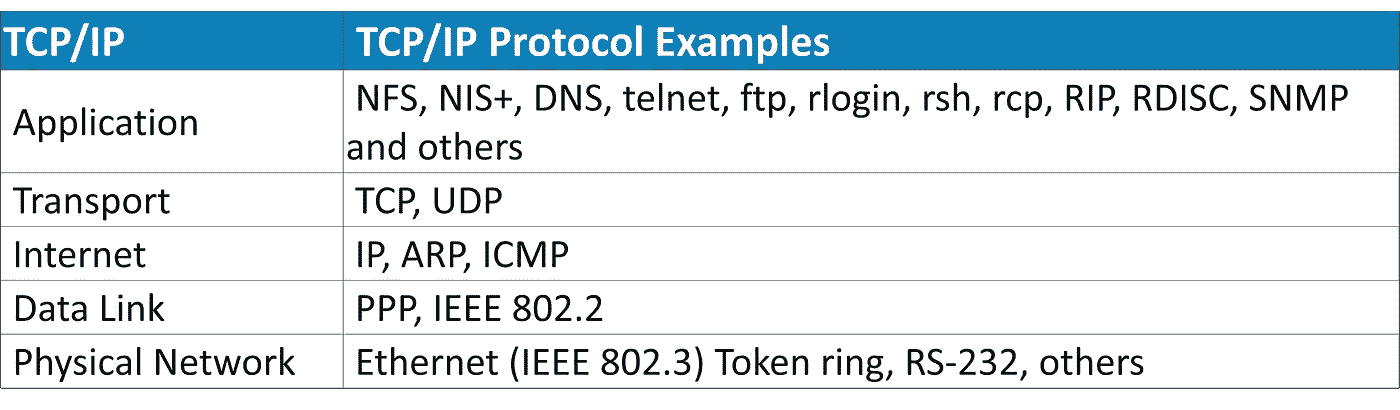 TCP/IP TCP/IP Protocol Examples
Application NFS, NIS+, DNS, telnet, ftp, rlogin, rsh, rcp, RIP, RDISC, SNMP
and others
Transport TCP, UDP
Internet IP, ARP, ICMP
Data Link PPP, IEEE 802.2
Physical Network Ethernet (IEEE 802.3) Token ring, RS-232, others